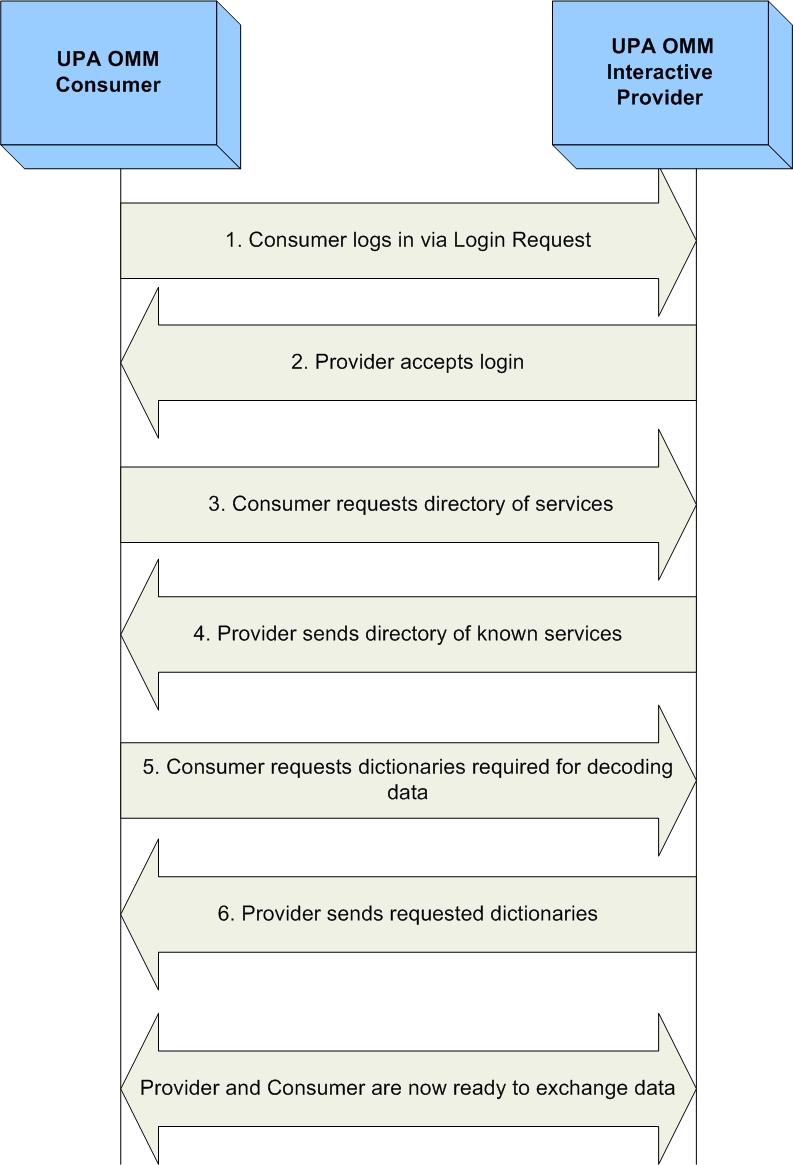 UPA OMM
Consumer
UPA OMM
Interactive
Provider
1. Consumer logs in via Login Request
2. Provider accepts login
3. Consumer requests directory of services
4. Provider sends directory of known services
5. Consumer requests dictionaries required for decoding
data
6. Provider sends requested dictionaries
Provider and Consumer are now ready to exchange data